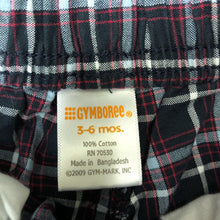 GYMBOREE®
3-6 mos.
100% Cotton
RN 70530
Made in Bangladesh
©2009 GYM-MARK, INC